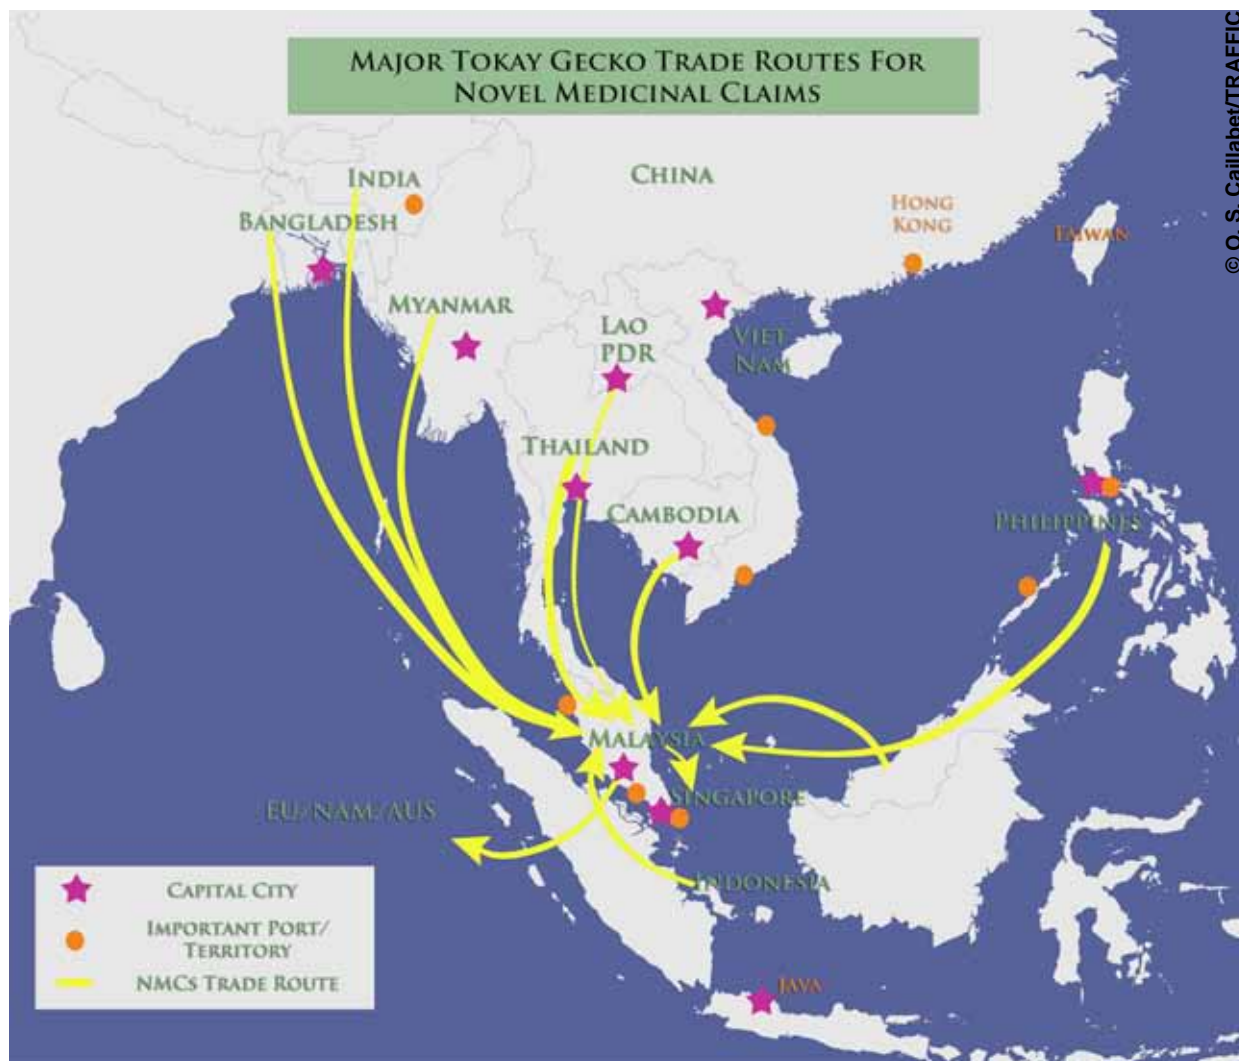 MAJOR TOKAY GECKO TRADE ROUTES FOR
NOVEL MEDICINAL CLAIMS
© O. S. Caillabet/TRAFFIC
INDIA
CHINA
HONG
KONG
BANGLADESH
TAIWAN
MYANMAR
LAO
PDR
VIET
NAM
THAILAND
CAMBODIA
PHILIPPINES
MALAYSIA
SINGAPORE
EU/NAM/AUS
INDONESIA
CAPITAL CITY
IMPORTANT PORT/
TERRITORY
NMCS TRADE ROUTE
JAVA